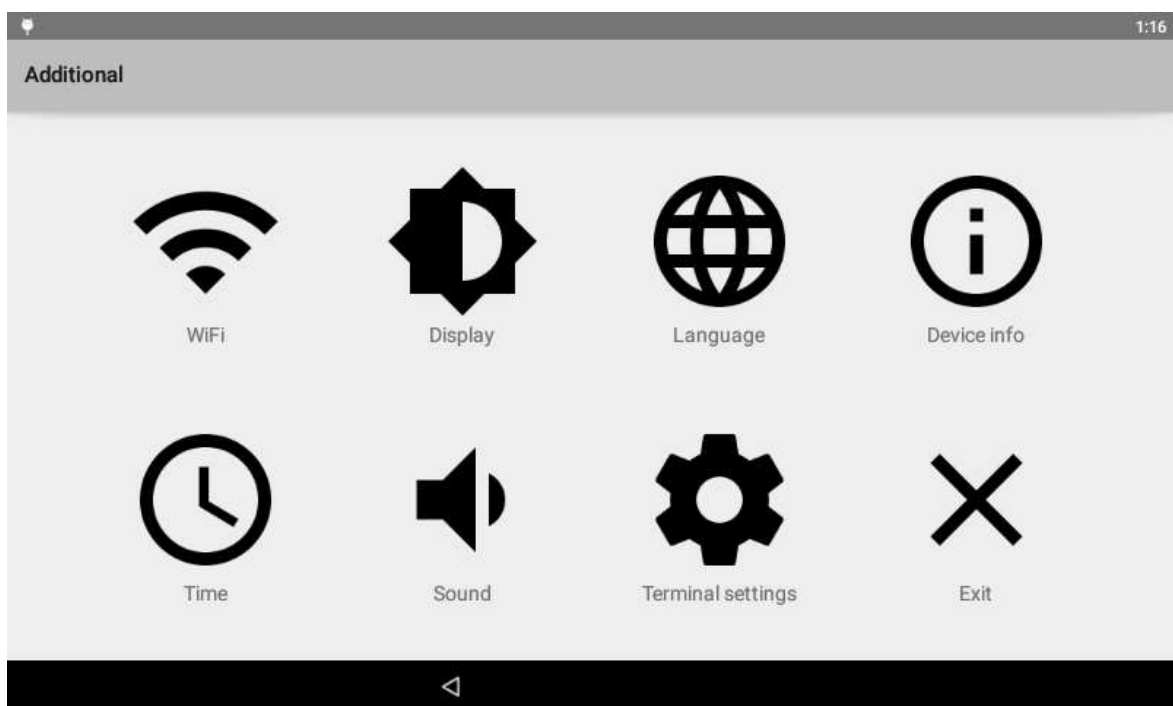 1:16
Additional
WiFi
Display
Language
Device info
Time
Sound
Terminal settings
Exit